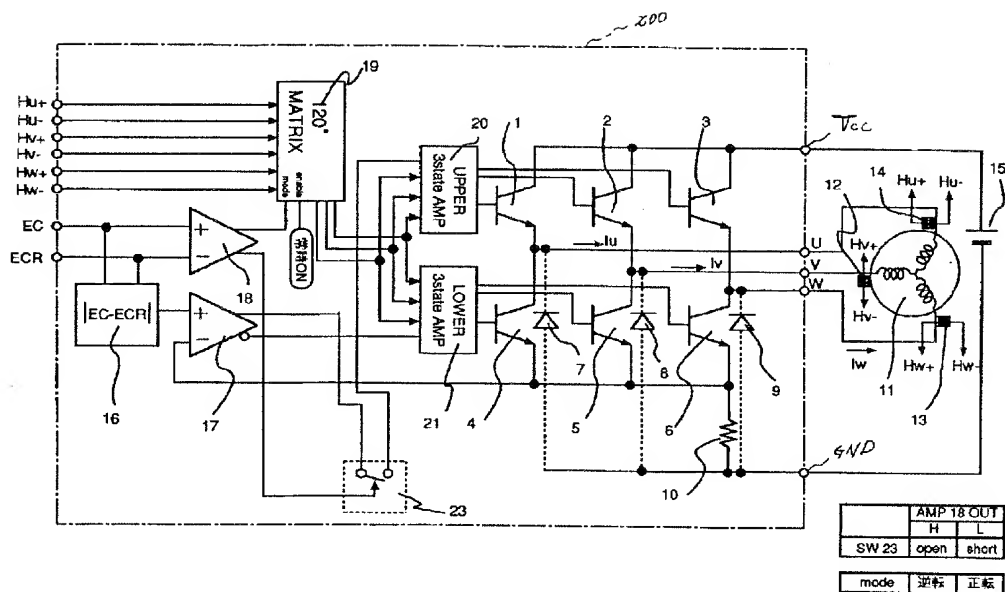 200
19
Hu+
Hu-
Hv+
Hv-
Hw+
Hw-
120°
MATRIX
enable
mode
常時ON
20
UPPER
3state AMP
1
2
3
Vcc
15
14
Hu+
Hu-
12
Hv+
Hv-
EC
ECR
+
-
18
|EC-ECR|
16
+
-
17
LOWER
3state AMP
21
Iu
Iv
U
V
W
Iw
11
Hw+
Hw-
13
4
5
6
7
8
9
10
GND
23
AMP 18 OUT
H L
SW 23 open short
mode 逆転 正転